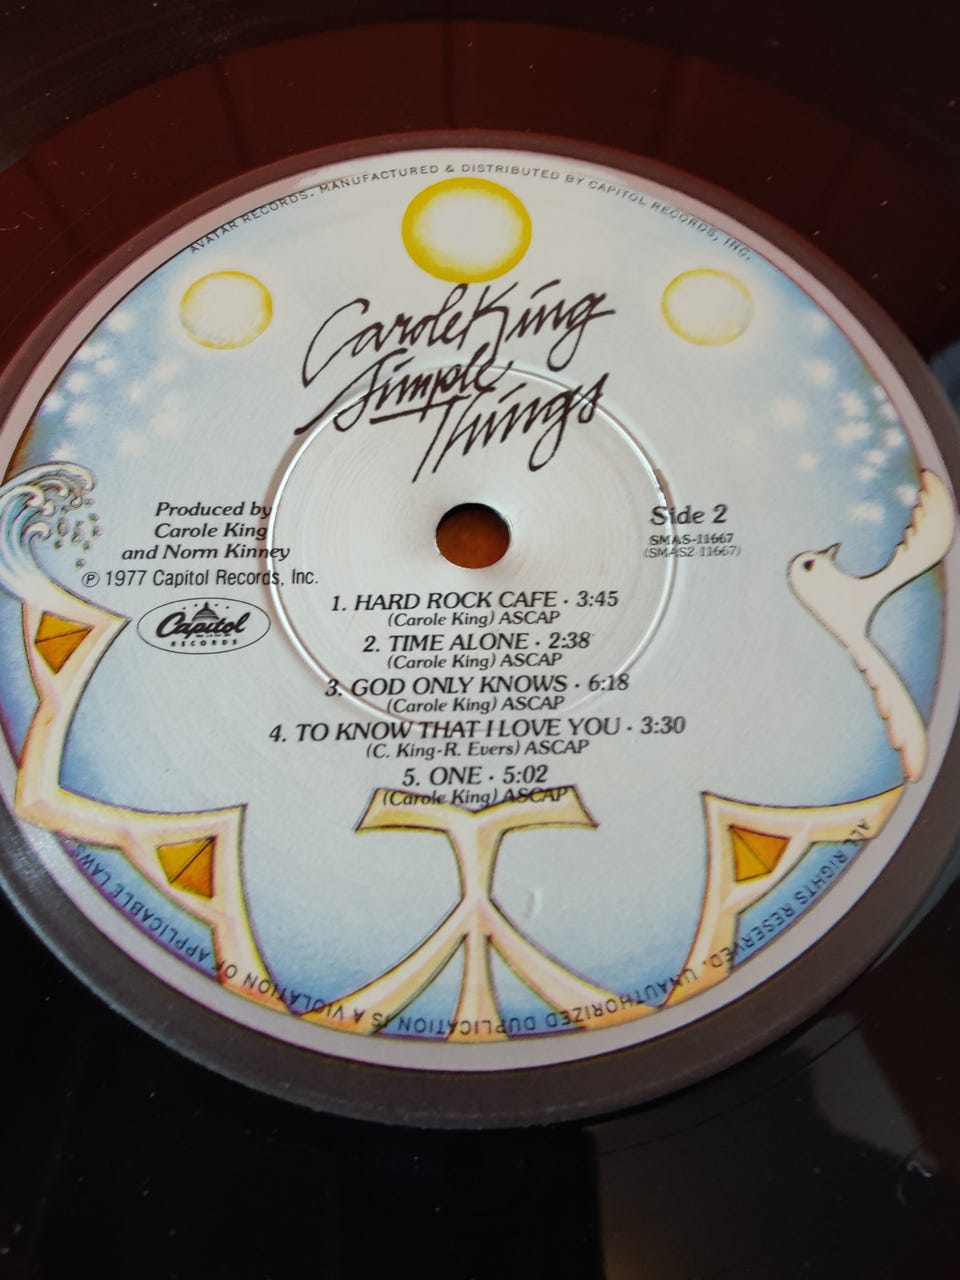 AVATAR RECORDS. MANUFACTURED & DISTRIBUTED BY CAPITOL RECORDS, INC.
Carole King
Simple
Things
Produced by
Carole King
and Norm Kinney
℗ 1977 Capitol Records, Inc.
Capitol
RECORDS
Side 2
SMAS-11667
(SMAS2-11667)
1. HARD ROCK CAFE · 3:45
(Carole King) ASCAP
2. TIME ALONE · 2:38
(Carole King) ASCAP
3. GOD ONLY KNOWS · 6:18
(Carole King) ASCAP
4. TO KNOW THAT I LOVE YOU · 3:30
(C. King-R. Evers) ASCAP
5. ONE · 5:02
(Carole King) ASCAP
ALL RIGHTS RESERVED. UNAUTHORIZED DUPLICATION IS A VIOLATION OF APPLICABLE LAWS